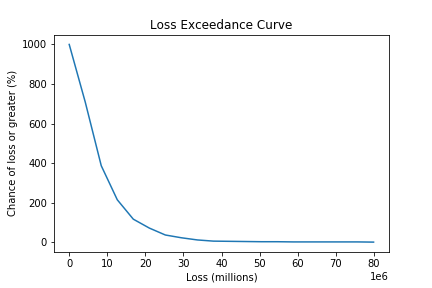 Loss Exceedance Curve
Chance of loss or greater (%)
1000
800
600
400
200
0
0 10 20 30 40 50 60 70 80
1e6
Loss (millions)